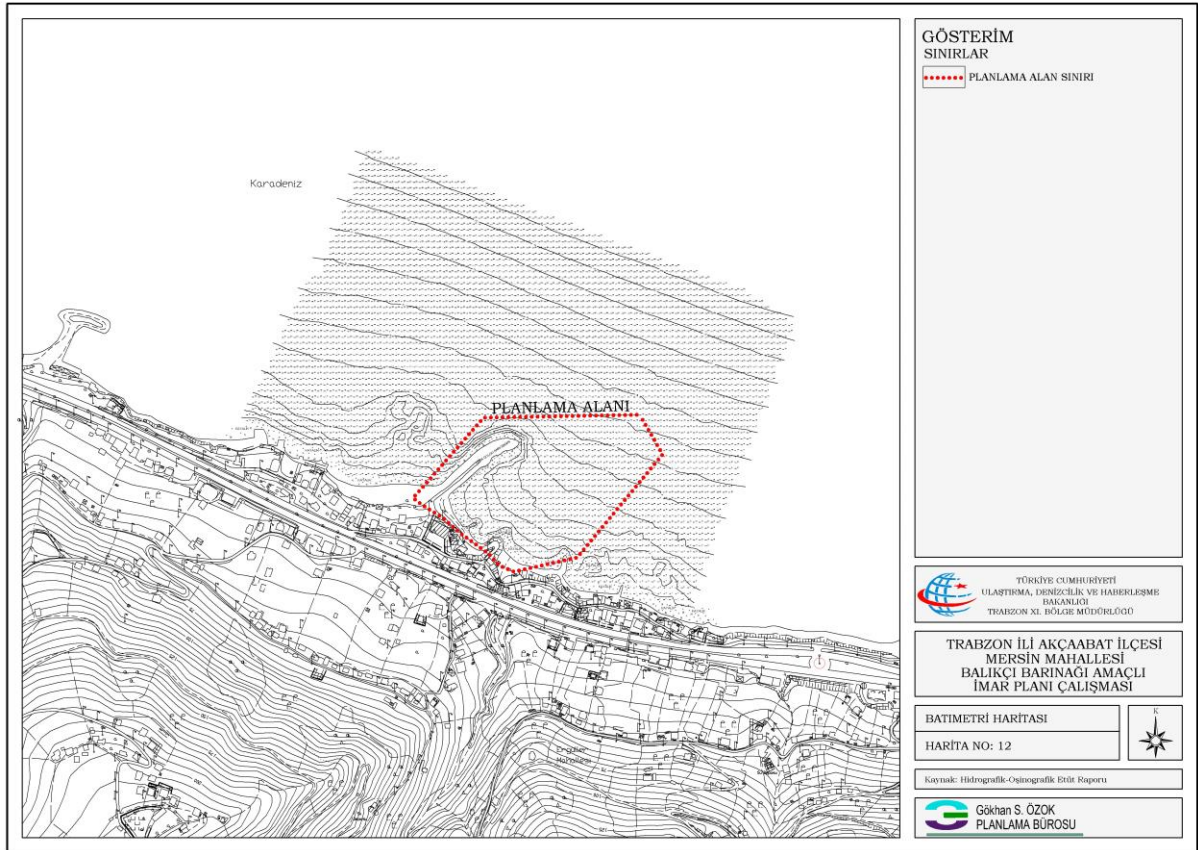 Karadeniz
PLANLAMA ALANI
GÖSTERİM
SINIRLAR
PLANLAMA ALAN SINIRI
TÜRKİYE CUMHURİYETİ
ULAŞTIRMA, DENİZCİLİK VE HABERLEŞME
BAKANLIĞI
TRABZON XI. BÖLGE MÜDÜRLÜĞÜ
TRABZON İLİ AKÇAABAT İLÇESİ
MERSİN MAHALLESİ
BALIKÇI BARINAĞI AMAÇLI
İMAR PLANI ÇALIŞMASI
BATIMETRİ HARİTASI
HARİTA NO: 12
K
Kaynak: Hidrografik-Oşinografik Etüt Raporu
Gökhan S. ÖZOK
PLANLAMA BÜROSU